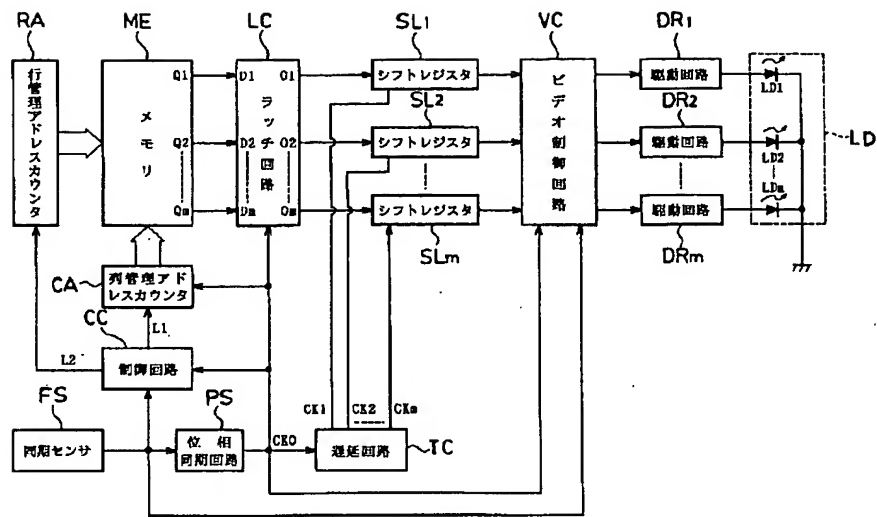 RA
ME
LC
SL1
VC
DR1
行管理アドレスカウンタ
メモリ
Q1
Q2
Qm
D1
D2
Dm
ラッチ回路
O1
O2
Om
シフトレジスタ
SL2
シフトレジスタ
シフトレジスタ
SLm
ビデオ制御回路
駆動回路
DR2
駆動回路
駆動回路
DRm
LD1
LD2
LDm
LD
CA
列管理アド
レスカウンタ
CC
L1
L2
制御回路
FS
同期センサ
PS
位相
同期回路
CK0
CK1
CK2
CKm
遅延回路
TC